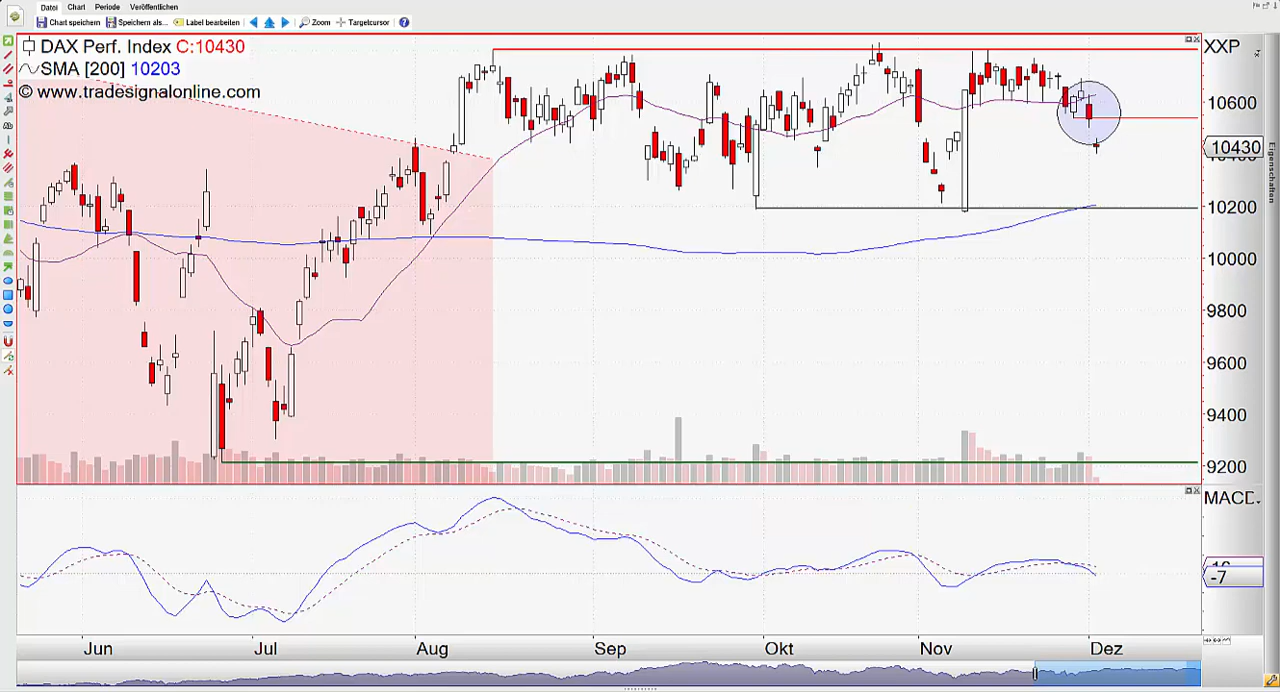 Datei Chart Periode Veröffentlichen
Chart speichern Speichern als... Label bearbeiten Zoom + Targetcursor ?
DAX Perf. Index C:10430
SMA [200] 10203
© www.tradesignalonline.com
XXP
10600
10430
10200
10000
9800
9600
9400
9200
Eigenschaften
MACD
-7
Jun Jul Aug Sep Okt Nov Dez